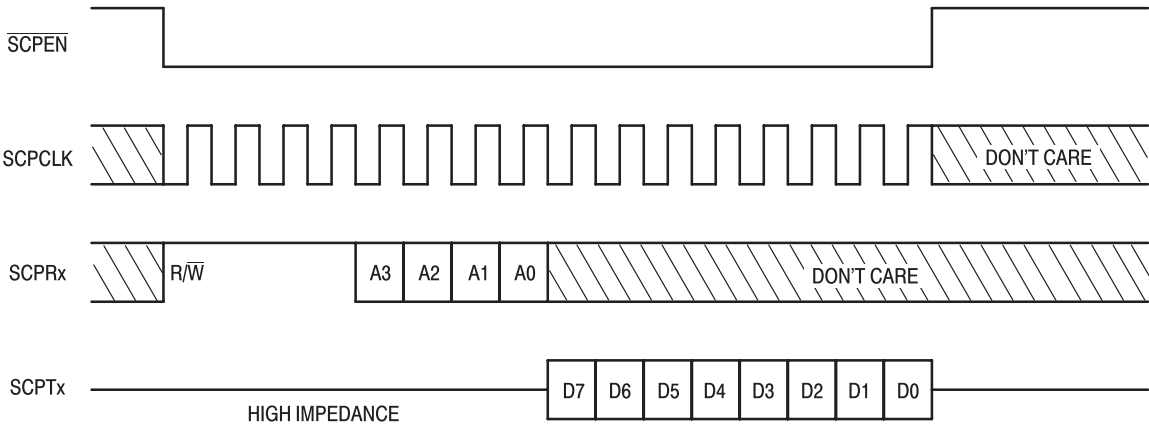 SCPEN
SCPCLK
DON'T CARE
SCPRx
R/W
A3 A2 A1 A0
DON'T CARE
SCPTx
D7 D6 D5 D4 D3 D2 D1 D0
HIGH IMPEDANCE